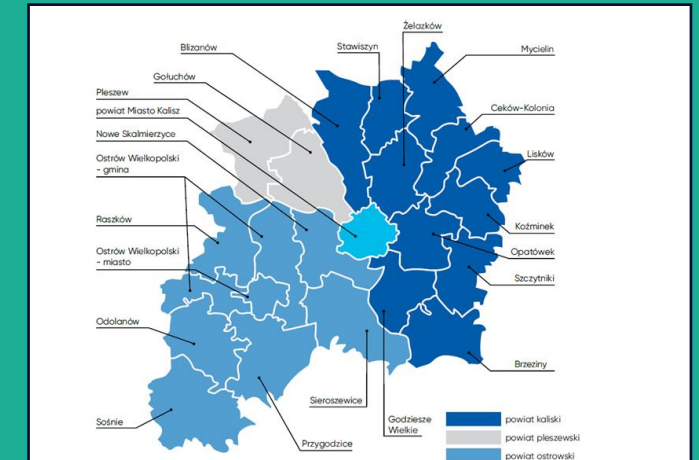 Żelazków
Blizanów
Stawiszyn
Mycielin
Gołuchów
Pleszew
powiat Miasto Kalisz
Ceków-Kolonia
Nowe Skalmierzyce
Lisków
Ostrów Wielkopolski
- gmina
Raszków
Koźminek
Ostrów Wielkopolski
- miasto
Opatówek
Szczytniki
Odolanów
Brzeziny
Sieroszewice
Sośnie
Godziesze
Wielkie
Przygodzice
powiat kaliski
powiat pleszewski
powiat ostrowski